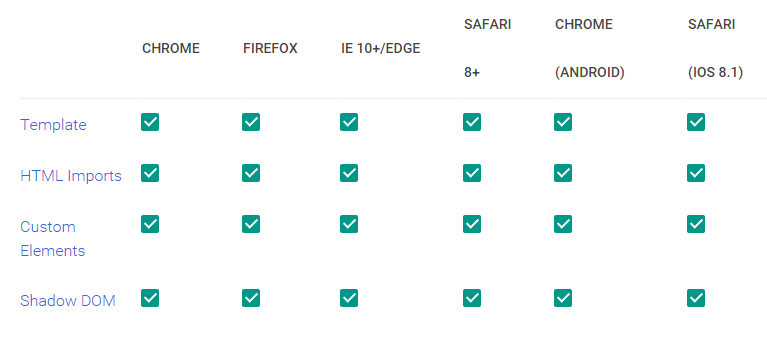 CHROME FIREFOX IE 10+/EDGE SAFARI 8+ CHROME (ANDROID) SAFARI (IOS 8.1)
Template
HTML Imports
Custom
Elements
Shadow DOM